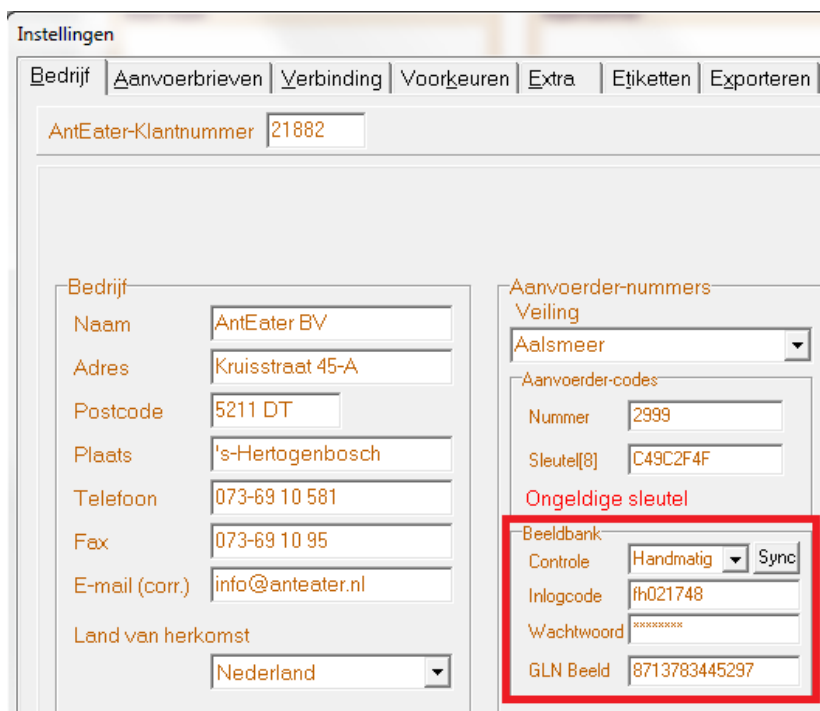 Instellingen
Bedrijf Aanvoerbrieven Verbinding Voorkeuren Extra Etiketten Exporteren
AntEater-Klantnummer 21882
Bedrijf
Naam AntEater BV
Adres Kruisstraat 45-A
Postcode 5211 DT
Plaats 's-Hertogenbosch
Telefoon 073-69 10 581
Fax 073-69 10 95
E-mail (corr.) info@anteater.nl
Land van herkomst
Nederland
Aanvoerder-nummers
Veiling
Aalsmeer
Aanvoerder-codes
Nummer 2999
Sleutel[8] C49C2F4F
Ongeldige sleutel
Beeldbank
Controle Handmatig Sync
Inlogcode fh021748
Wachtwoord ********
GLN Beeld 8713783445297